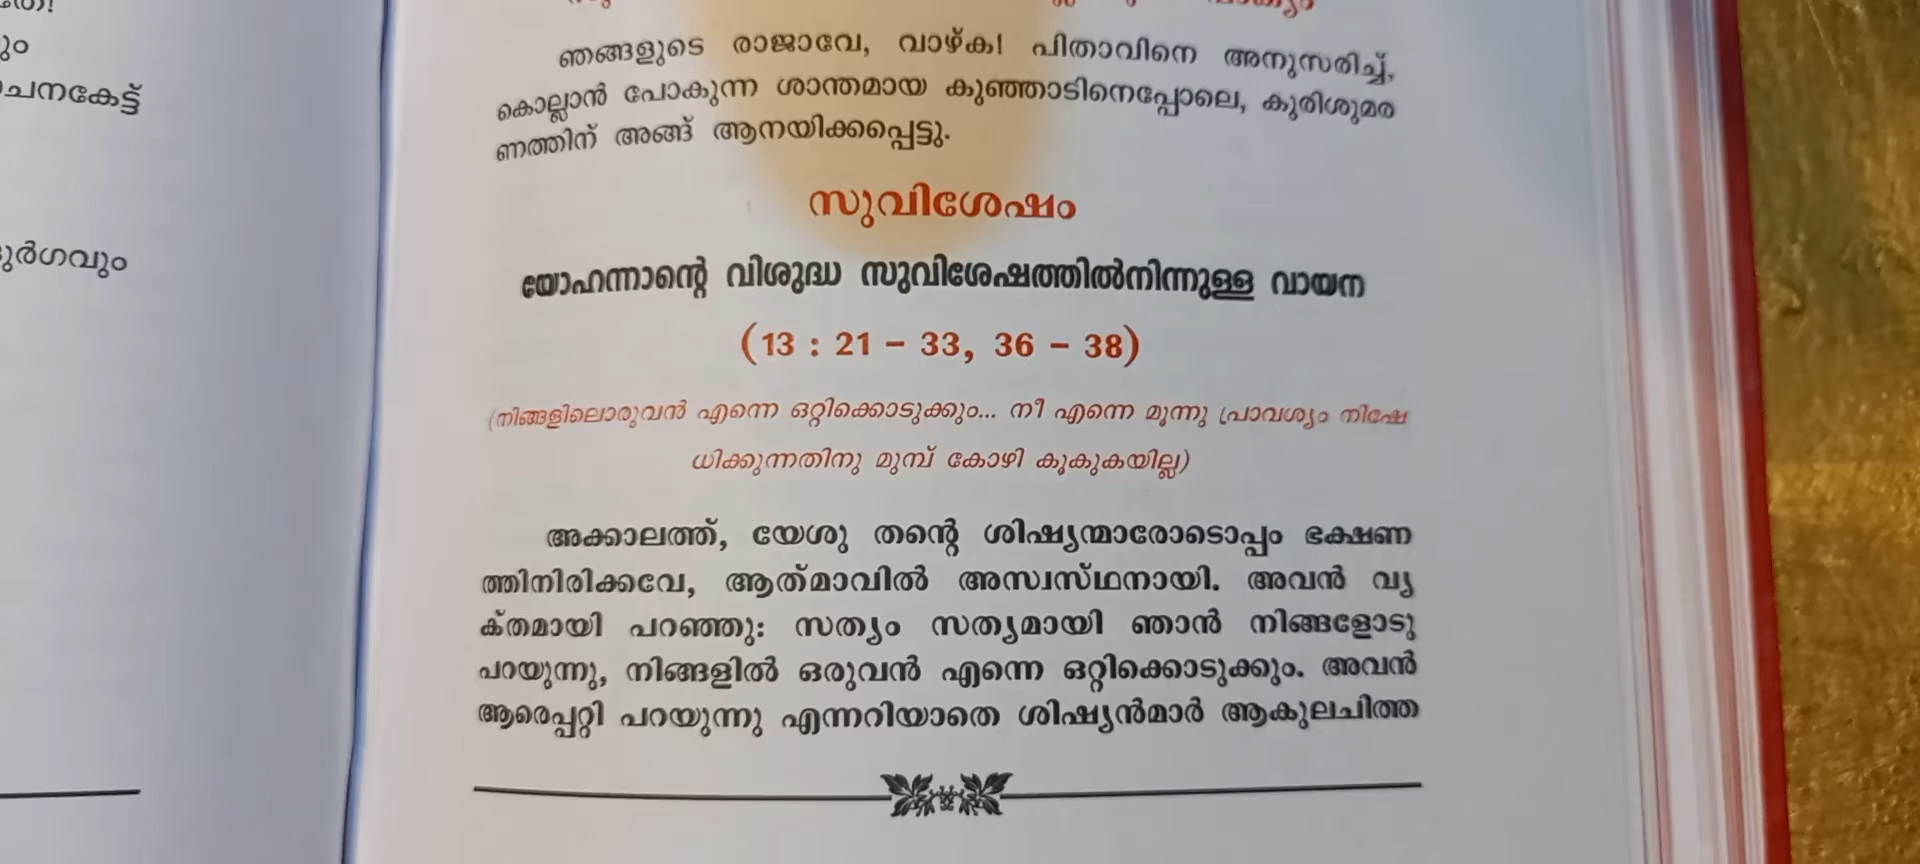 ും
ചനകേട്ട്
ുർഗവും
ഞങ്ങളുടെ രാജാവേ, വാഴ്ക! പിതാവിനെ അനുസരിച്ച്,
കൊല്ലാൻ പോകുന്ന ശാന്തമായ കുഞ്ഞാടിനെപ്പോലെ, കുരിശുമര
ണത്തിന് അങ്ങ് ആനയിക്കപ്പെട്ടു.
സുവിശേഷം
യോഹന്നാന്റെ വിശുദ്ധ സുവിശേഷത്തിൽനിന്നുള്ള വായന
(13 : 21 – 33, 36 – 38)
(നിങ്ങളിലൊരുവൻ എന്നെ ഒറ്റിക്കൊടുക്കും... നീ എന്നെ മൂന്നു പ്രാവശ്യം നിഷേ
ധിക്കുന്നതിനു മുമ്പ് കോഴി കൂകുകയില്ല)
അക്കാലത്ത്, യേശു തന്റെ ശിഷ്യന്മാരോടൊപ്പം ഭക്ഷണ
ത്തിനിരിക്കവേ, ആത്മാവിൽ അസ്വസ്ഥനായി. അവൻ വ്യ
ക്തമായി പറഞ്ഞു: സത്യം സത്യമായി ഞാൻ നിങ്ങളോടു
പറയുന്നു, നിങ്ങളിൽ ഒരുവൻ എന്നെ ഒറ്റിക്കൊടുക്കും. അവൻ
ആരെപ്പറ്റി പറയുന്നു എന്നറിയാതെ ശിഷ്യൻമാർ ആകുലചിത്ത